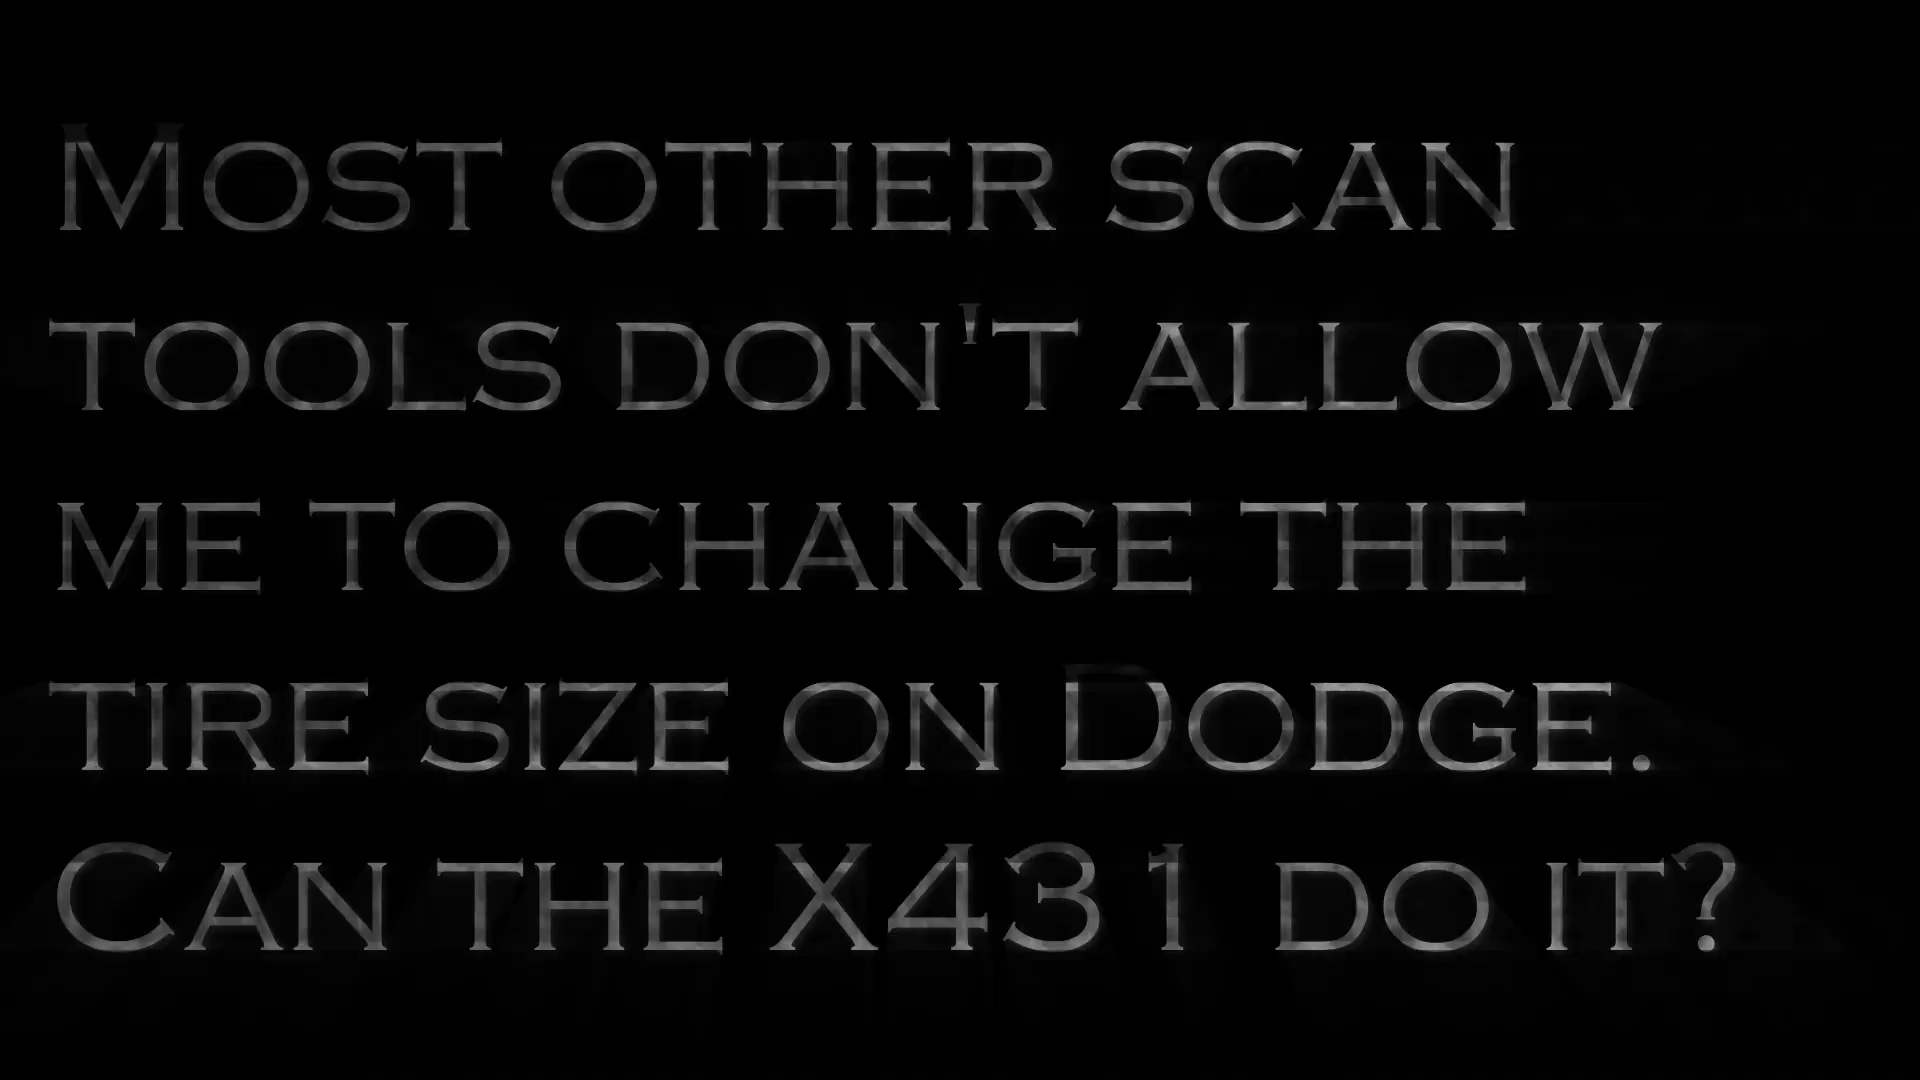 Most other scan
tools don't allow
me to change the
tire size on Dodge.
Can the X431 do it?